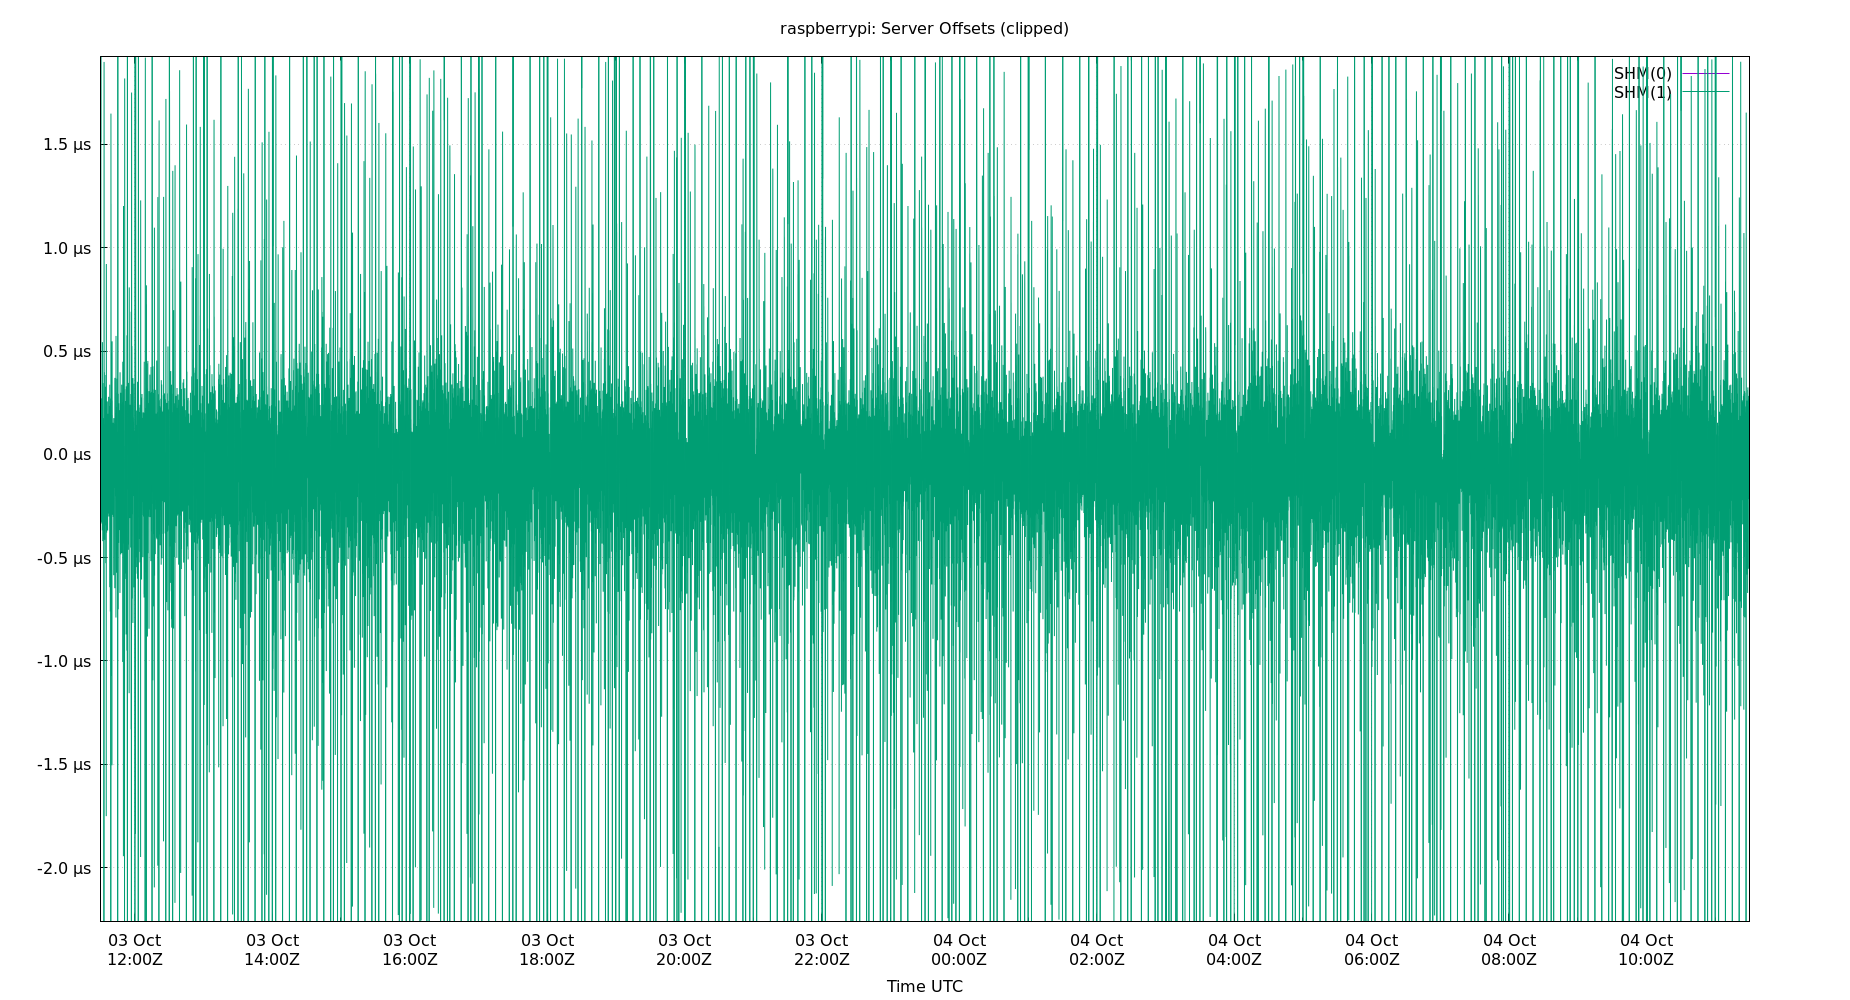 raspberrypi: Server Offsets (clipped)
SHM(0)
SHM(1)
1.5 µs
1.0 µs
0.5 µs
0.0 µs
-0.5 µs
-1.0 µs
-1.5 µs
-2.0 µs
03 Oct 03 Oct 03 Oct 03 Oct 03 Oct 03 Oct 04 Oct 04 Oct 04 Oct 04 Oct 04 Oct 04 Oct
12:00Z 14:00Z 16:00Z 18:00Z 20:00Z 22:00Z 00:00Z 02:00Z 04:00Z 06:00Z 08:00Z 10:00Z
Time UTC